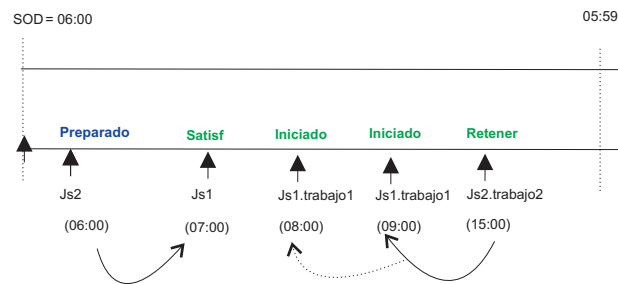 SOD = 06:00 05:59
Preparado Satisf Iniciado Iniciado Retener
Js2 Js1 Js1.trabajo1 Js1.trabajo1 Js2.trabajo2
(06:00) (07:00) (08:00) (09:00) (15:00)